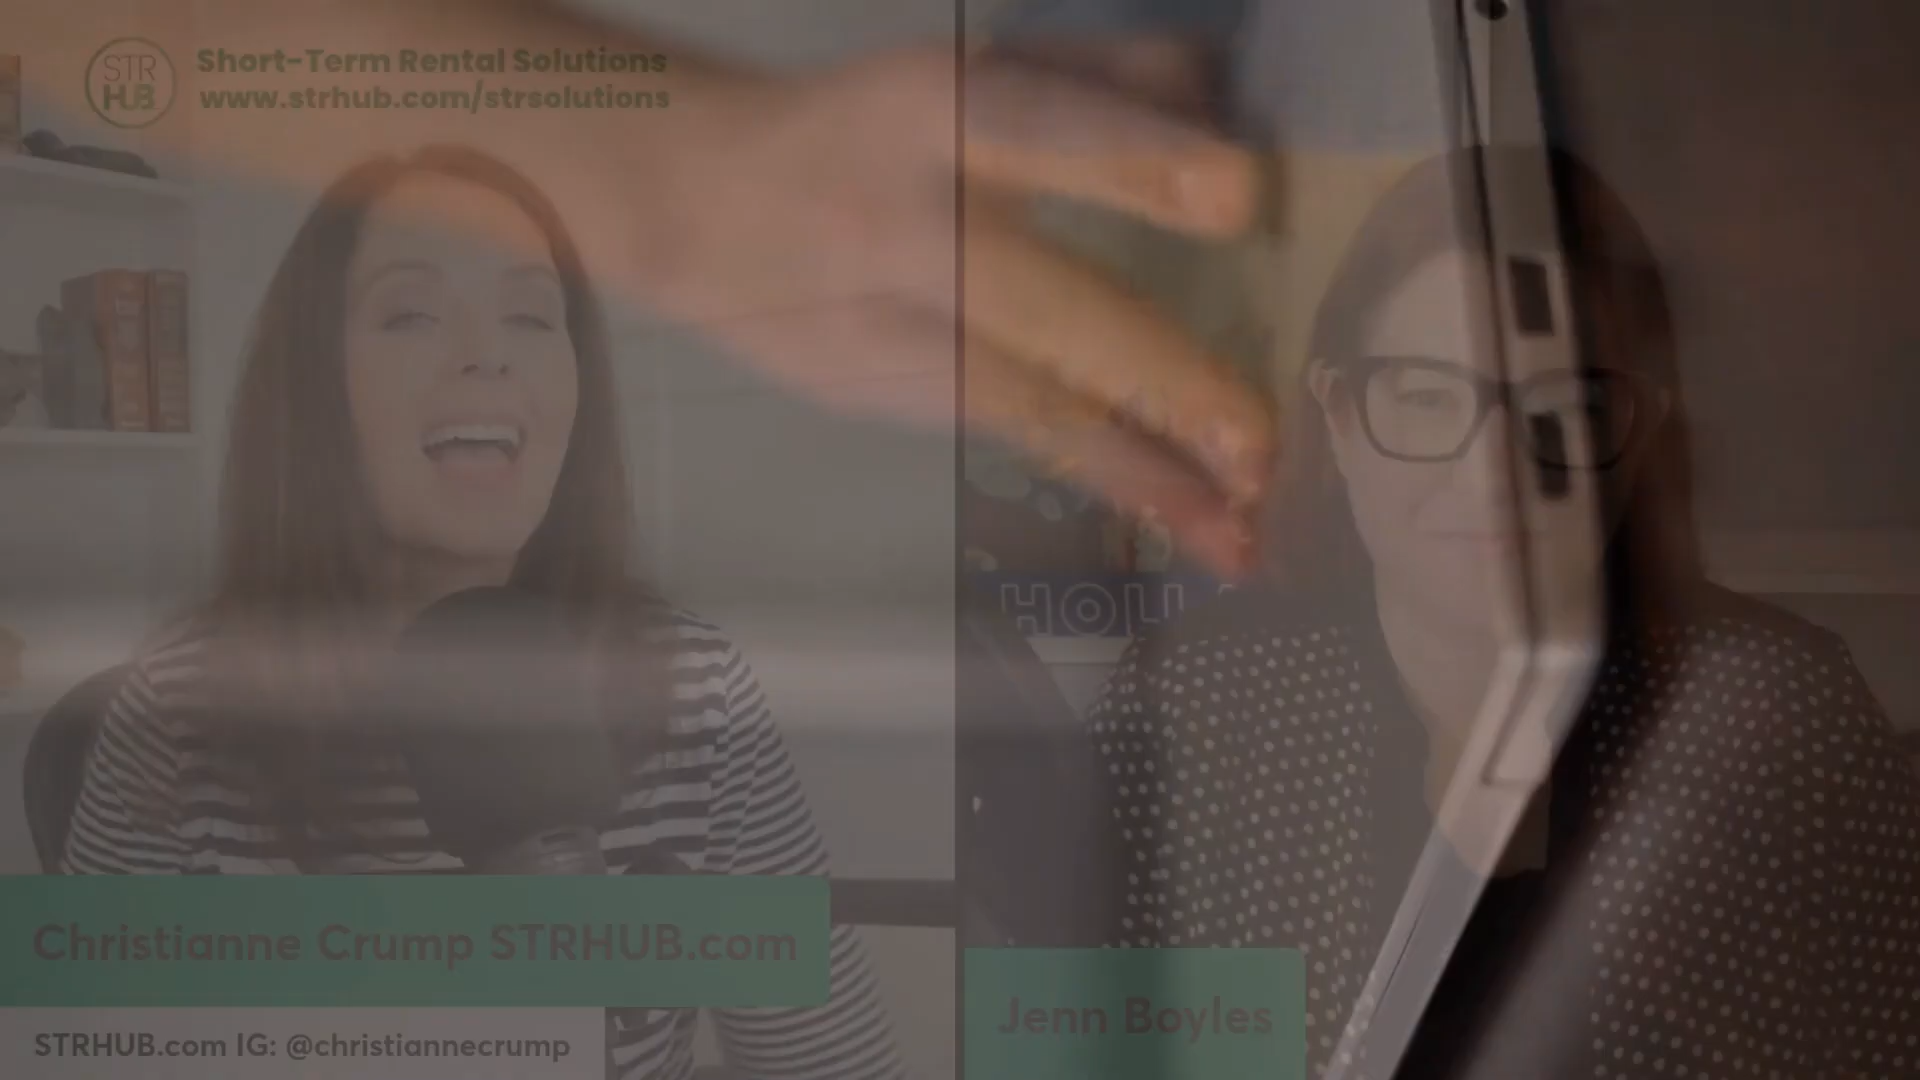 STR
HUB
Short-Term Rental Solutions
www.strhub.com/strsolutions
HOLL
Christianne Crump STRHUB.com
Jenn Boyles
STRHUB.com IG: @christiannecrump